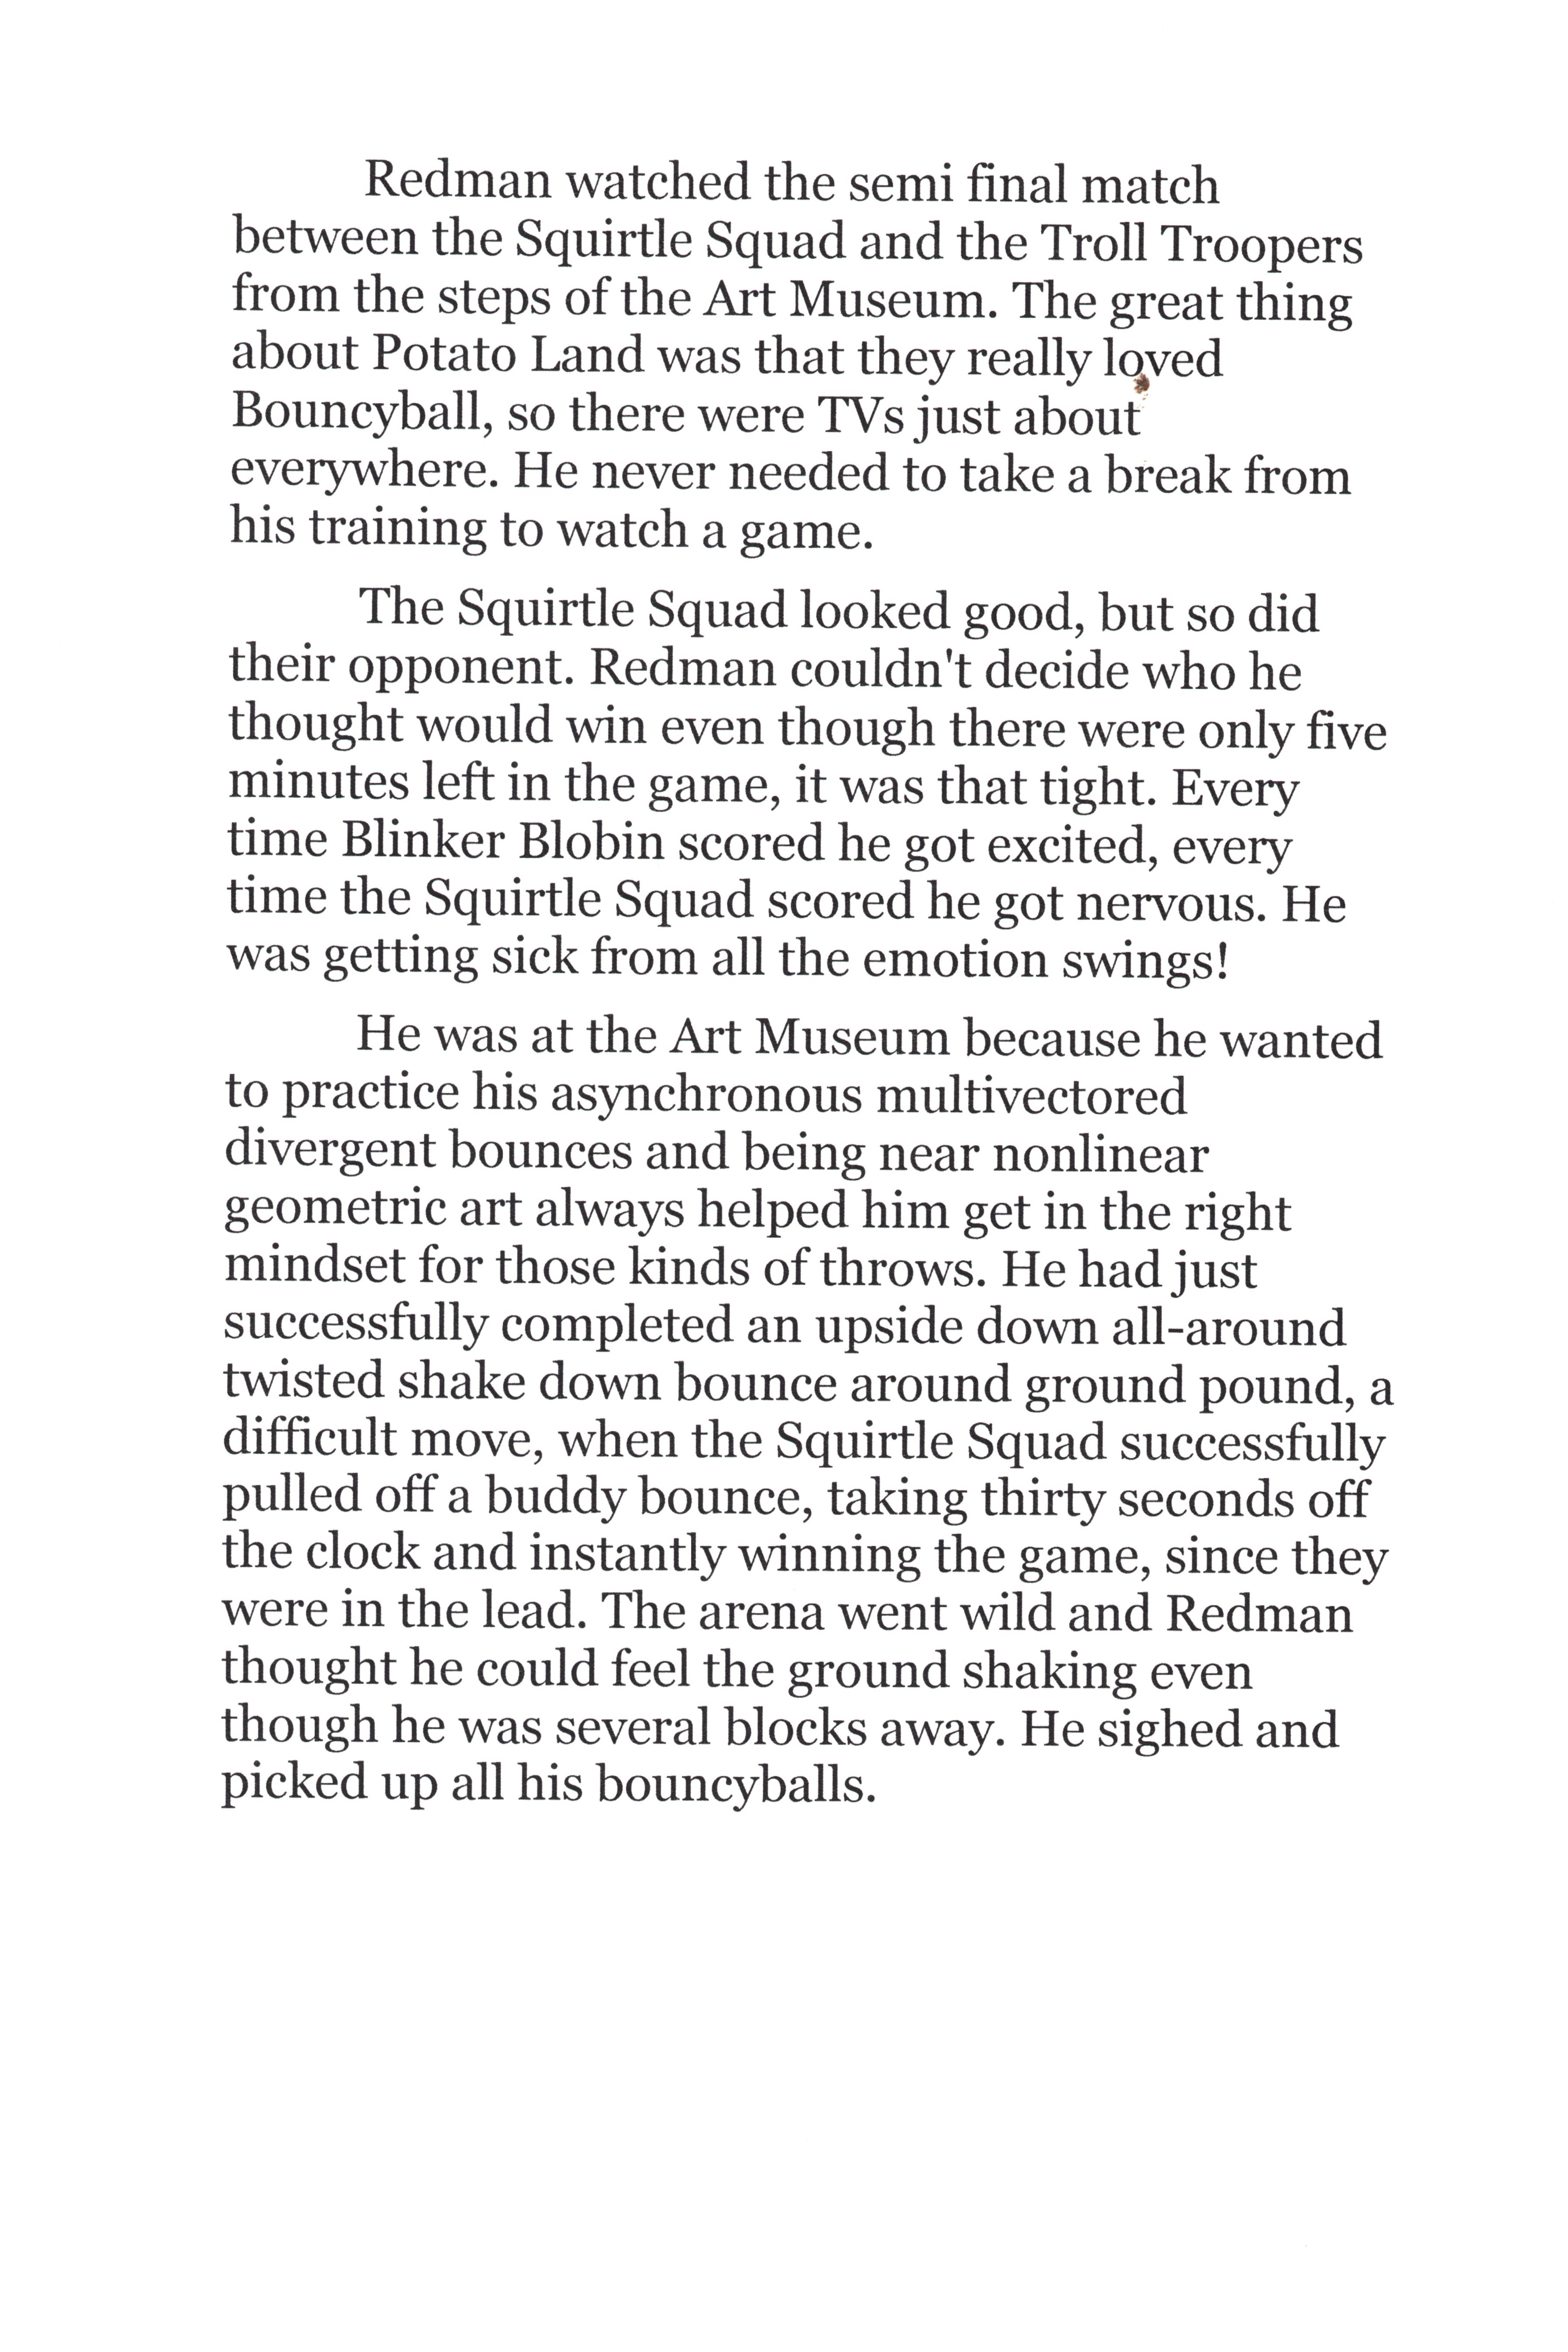 Redman watched the semi final match
between the Squirtle Squad and the Troll Troopers
from the steps of the Art Museum. The great thing
about Potato Land was that they really loved
Bouncyball, so there were TVs just about
everywhere. He never needed to take a break from
his training to watch a game.
The Squirtle Squad looked good, but so did
their opponent. Redman couldn't decide who he
thought would win even though there were only five
minutes left in the game, it was that tight. Every
time Blinker Blobin scored he got excited, every
time the Squirtle Squad scored he got nervous. He
was getting sick from all the emotion swings!
He was at the Art Museum because he wanted
to practice his asynchronous multivectored
divergent bounces and being near nonlinear
geometric art always helped him get in the right
mindset for those kinds of throws. He had just
successfully completed an upside down all-around
twisted shake down bounce around ground pound, a
difficult move, when the Squirtle Squad successfully
pulled off a buddy bounce, taking thirty seconds off
the clock and instantly winning the game, since they
were in the lead. The arena went wild and Redman
thought he could feel the ground shaking even
though he was several blocks away. He sighed and
picked up all his bouncyballs.